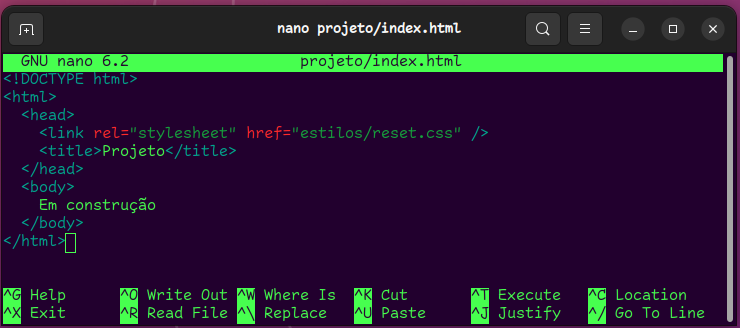 nano projeto/index.html
GNU nano 6.2 projeto/index.html
<!DOCTYPE html>
<html>
  <head>
    <link rel="stylesheet" href="estilos/reset.css" />
    <title>Projeto</title>
  </head>
  <body>
    Em construção
  </body>
</html>
^G Help ^O Write Out ^W Where Is ^K Cut ^T Execute ^C Location
^X Exit ^R Read File ^\ Replace ^U Paste ^J Justify ^/ Go To Line